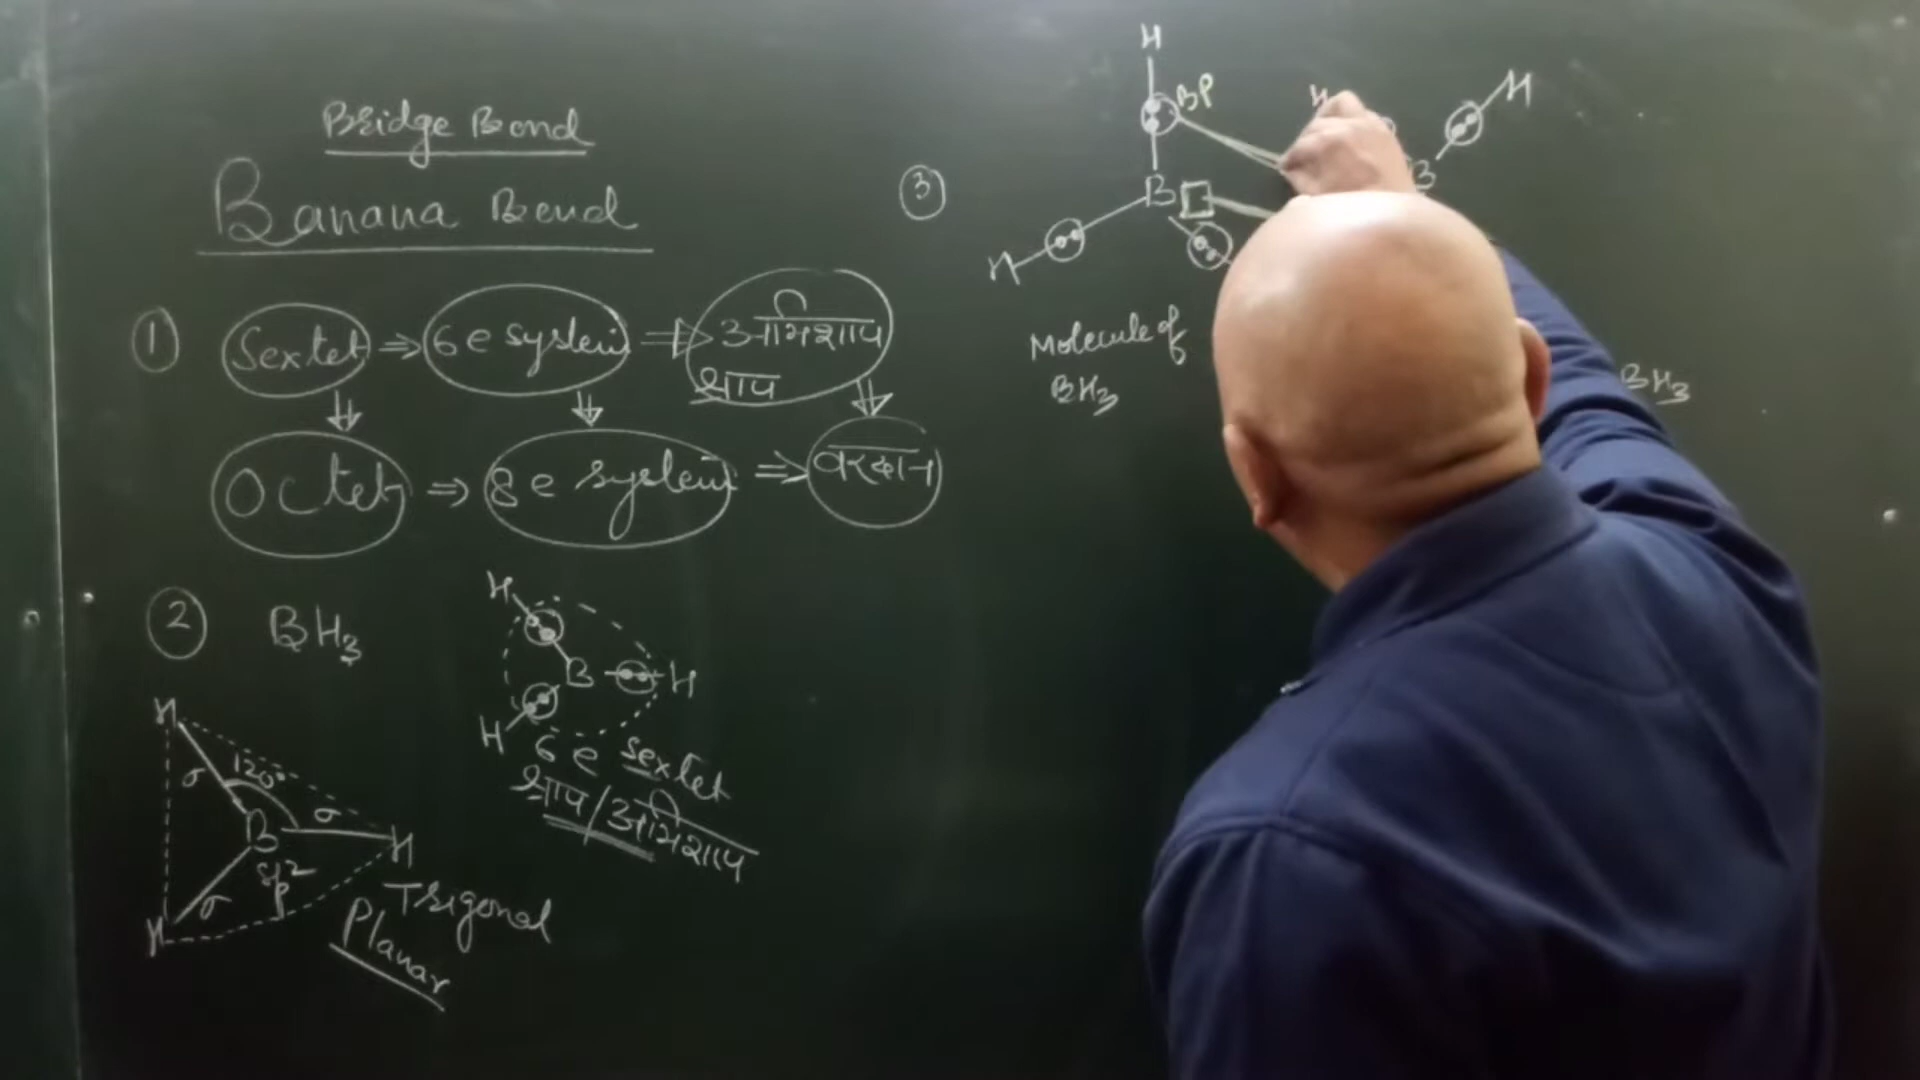 Bridge Bond
Banana Bond
① Sextet ⇒ 6e system ⇒ अभिशाप
श्राप
Octet ⇒ 8e system ⇒ वरदान
② BH₃
H
B H
H
6e sextet
श्राप/अभिशाप
H
σ 120°
σ
B H
sp²
σ
H
Trigonal
Planar
③
H
BP
H
H
B
B
H
Molecule of
BH₃
BH₃